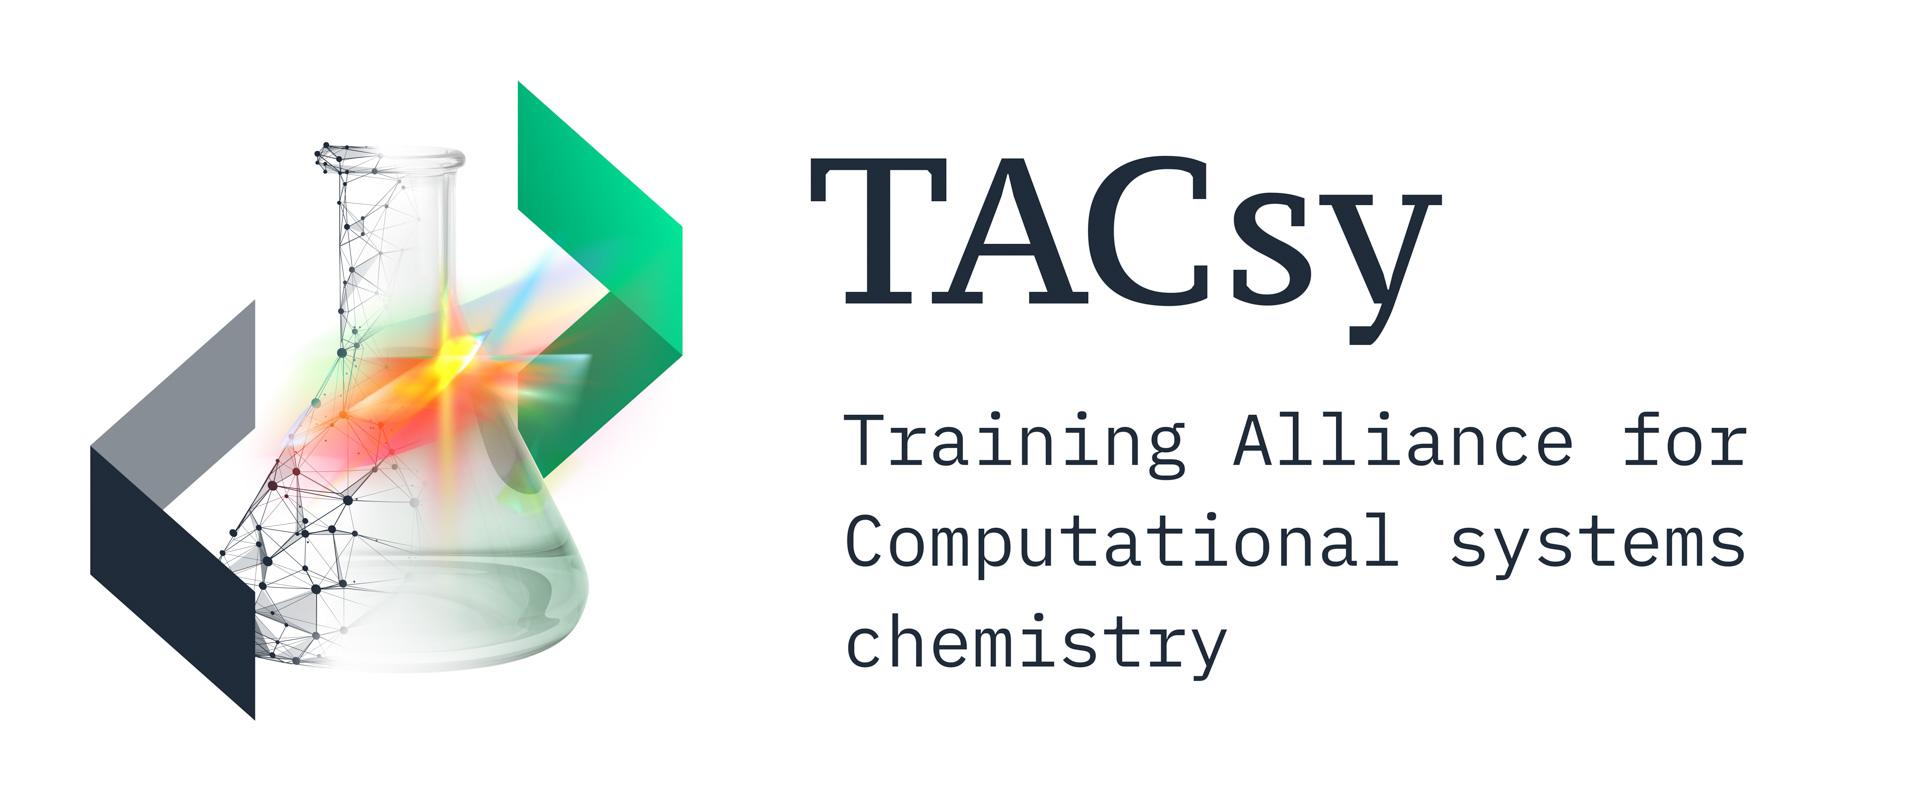 TACsy
Training Alliance for
Computational systems
chemistry